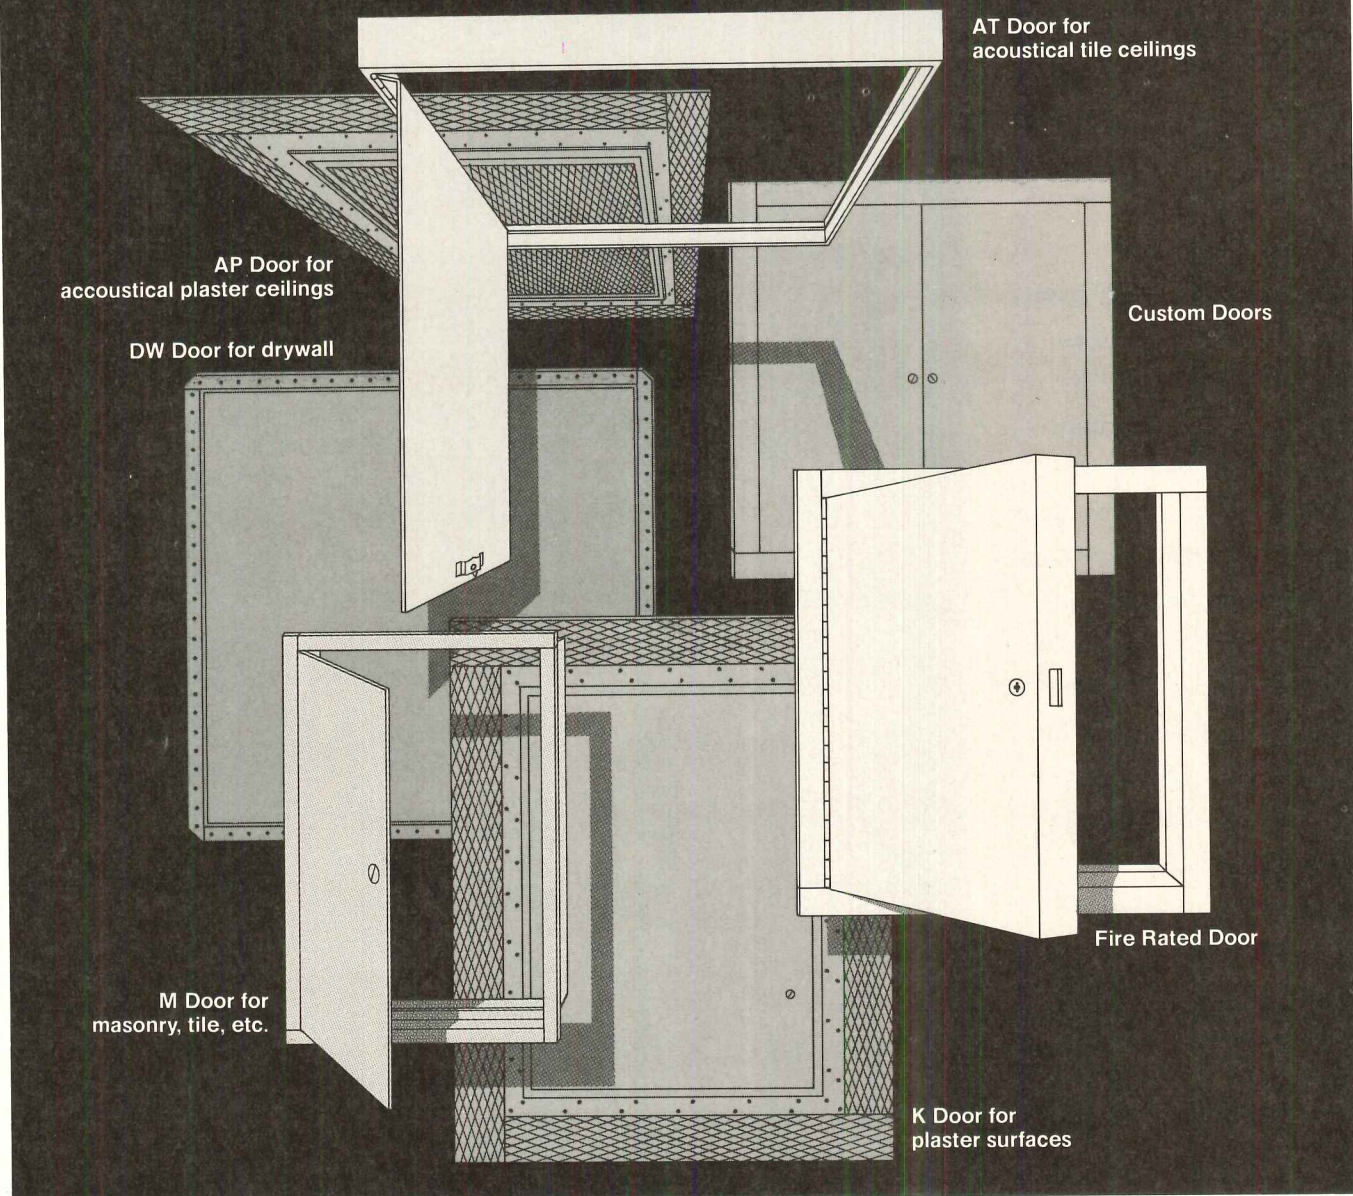 AT Door for
acoustical tile ceilings
AP Door for
accoustical plaster ceilings
Custom Doors
DW Door for drywall
Fire Rated Door
M Door for
masonry, tile, etc.
K Door for
plaster surfaces